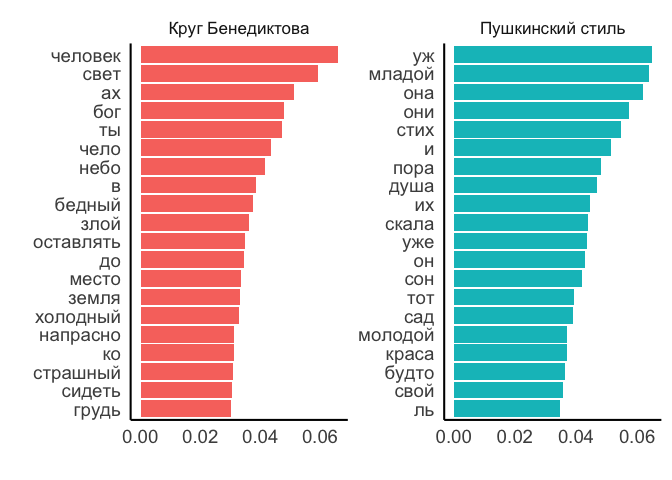 Круг Бенедиктова
человек
свет
ах
бог
ты
чело
небо
в
бедный
злой
оставлять
до
место
земля
холодный
напрасно
ко
страшный
сидеть
грудь
0.00 0.02 0.04 0.06
Пушкинский стиль
уж
младой
она
они
стих
и
пора
душа
их
скала
уже
он
сон
тот
сад
молодой
краса
будто
свой
ль
0.00 0.02 0.04 0.06